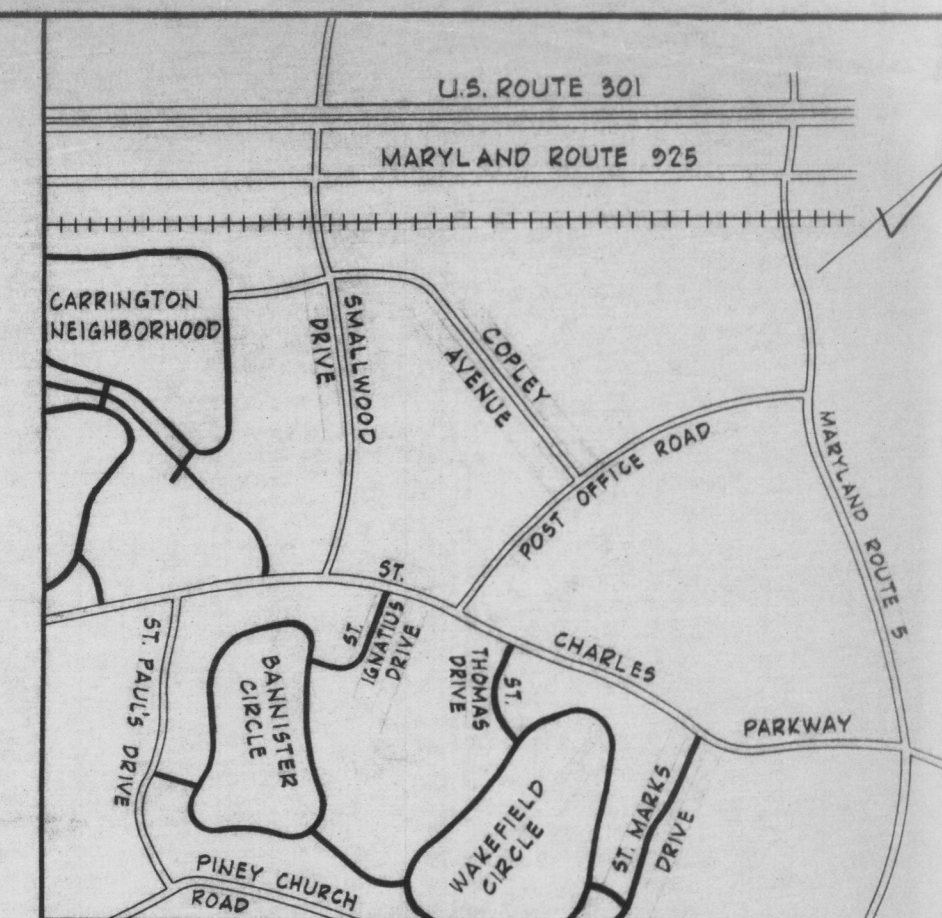 U.S. ROUTE 301
MARYLAND ROUTE 925
CARRINGTON
NEIGHBORHOOD
SMALLWOOD
DRIVE
COPLEY
AVENUE
POST OFFICE ROAD
MARYLAND ROUTE 5
ST.
CHARLES
PARKWAY
ST.
IGNATIUS
DRIVE
ST. PAUL'S DRIVE
BANNISTER
CIRCLE
ST.
THOMAS
DRIVE
WAKEFIELD
CIRCLE
ST. MARKS
DRIVE
PINEY CHURCH
ROAD